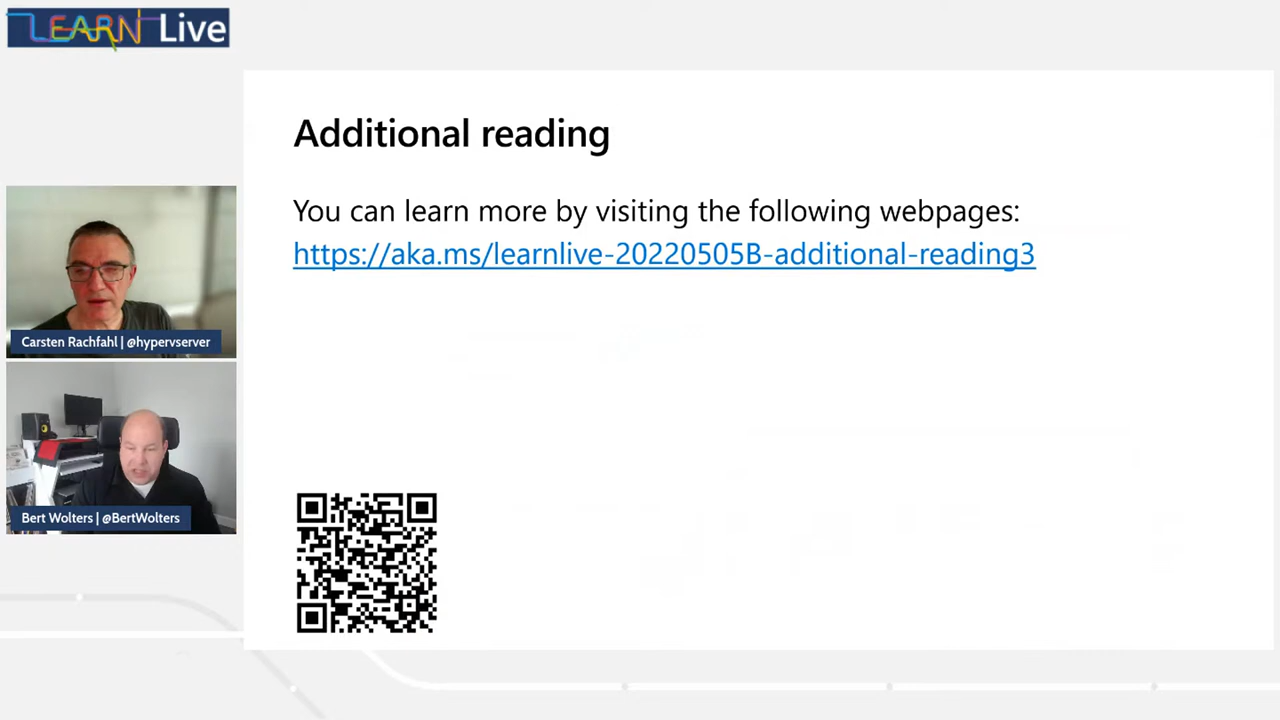 LEARN Live
Additional reading
You can learn more by visiting the following webpages:
https://aka.ms/learnlive-20220505B-additional-reading3
Carsten Rachfahl | @hypervserver
Bert Wolters | @BertWolters